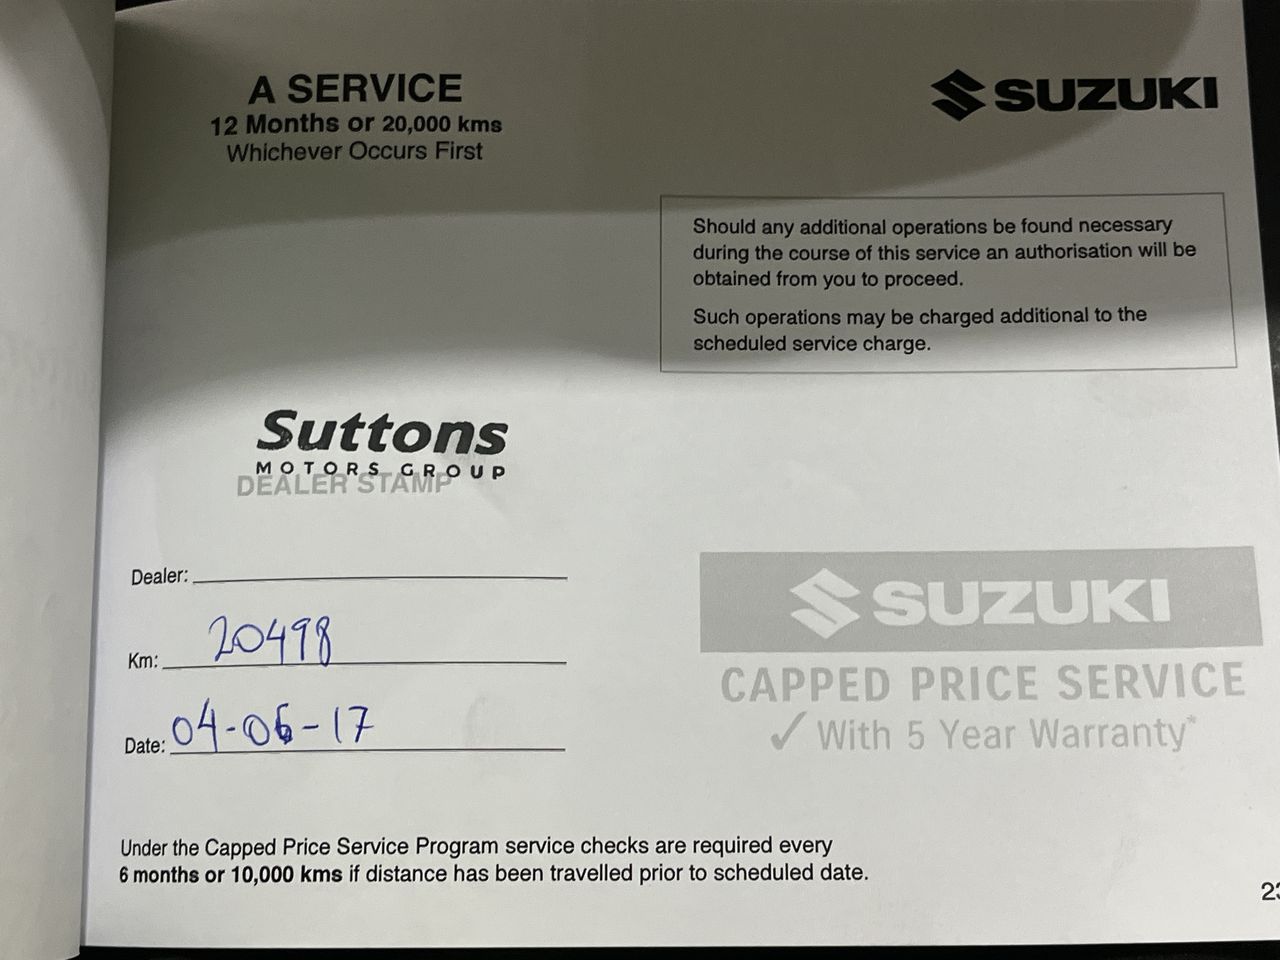 A SERVICE
12 Months or 20,000 kms
Whichever Occurs First
SUZUKI
Should any additional operations be found necessary
during the course of this service an authorisation will be
obtained from you to proceed.
Such operations may be charged additional to the
scheduled service charge.
Suttons
MOTORS GROUP
DEALER STAMP
Dealer:
Km: 20498
Date: 04-06-17
SUZUKI
CAPPED PRICE SERVICE
✓ With 5 Year Warranty*
Under the Capped Price Service Program service checks are required every
6 months or 10,000 kms if distance has been travelled prior to scheduled date.